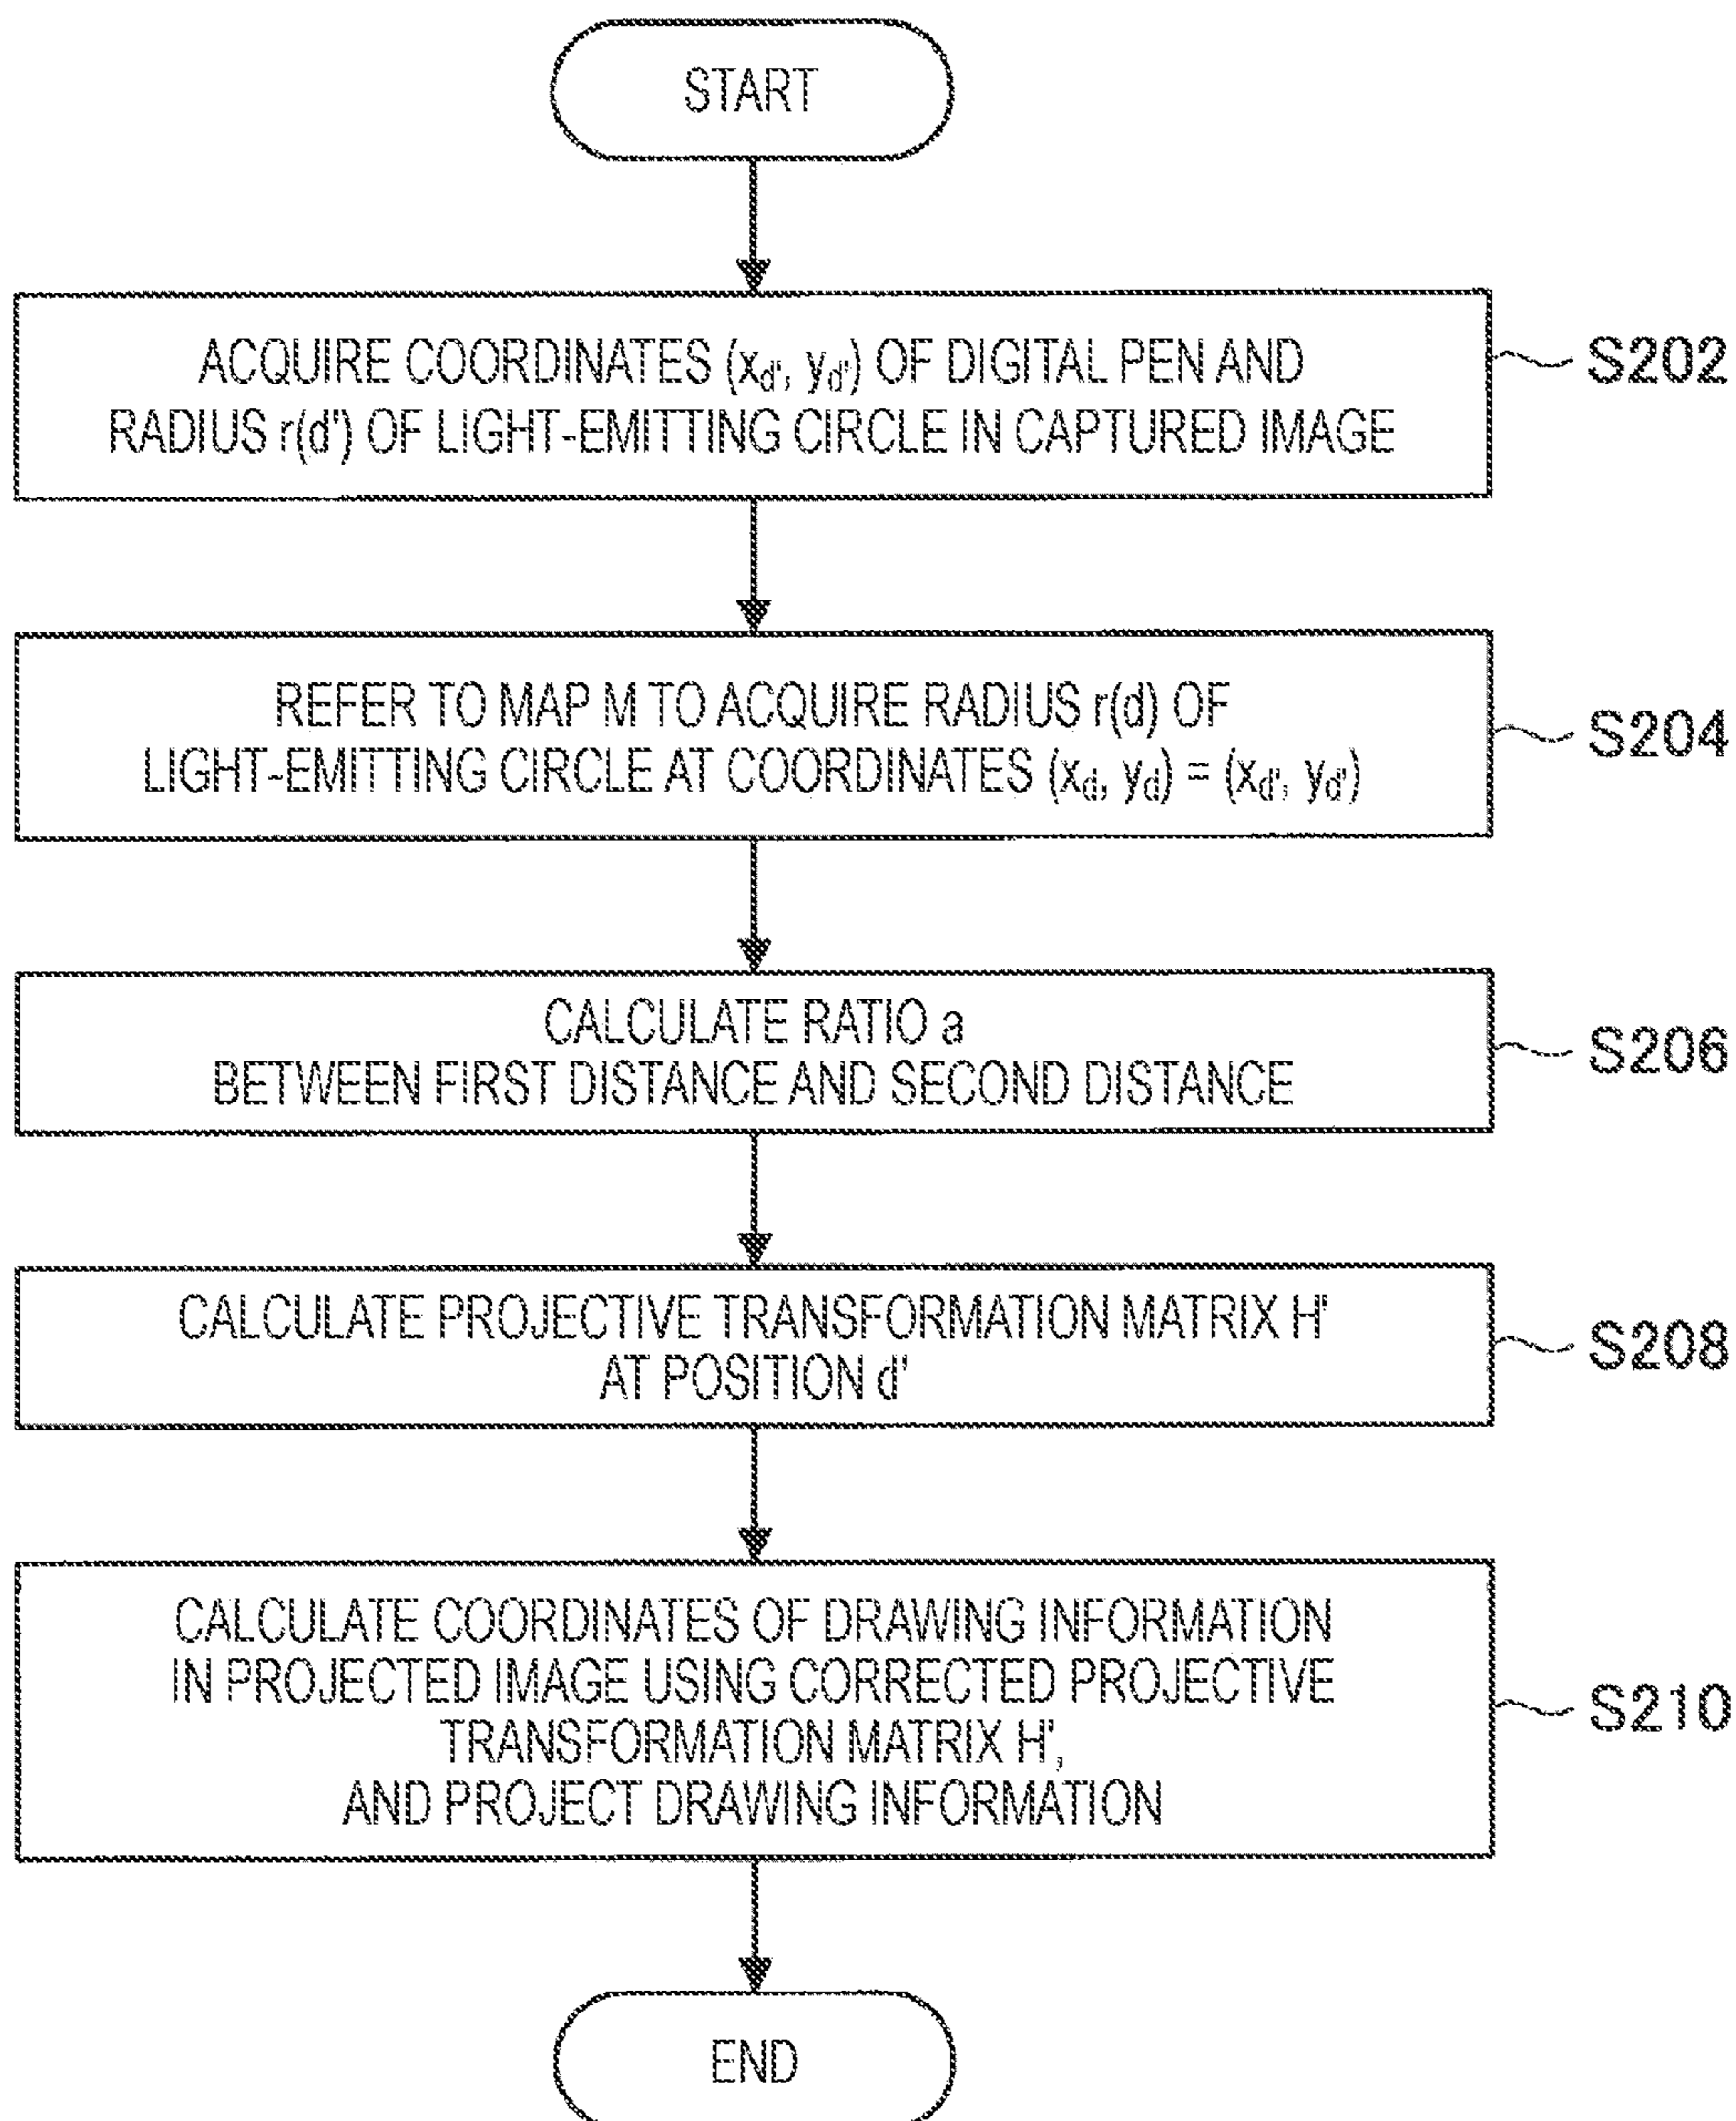 START
ACQUIRE COORDINATES (xd', yd') OF DIGITAL PEN AND
RADIUS r(d') OF LIGHT-EMITTING CIRCLE IN CAPTURED IMAGE
S202
REFER TO MAP M TO ACQUIRE RADIUS r(d) OF
LIGHT-EMITTING CIRCLE AT COORDINATES (xd, yd) = (xd', yd')
S204
CALCULATE RATIO a
BETWEEN FIRST DISTANCE AND SECOND DISTANCE
S206
CALCULATE PROJECTIVE TRANSFORMATION MATRIX H'
AT POSITION d'
S208
CALCULATE COORDINATES OF DRAWING INFORMATION
IN PROJECTED IMAGE USING CORRECTED PROJECTIVE
TRANSFORMATION MATRIX H',
AND PROJECT DRAWING INFORMATION
S210
END